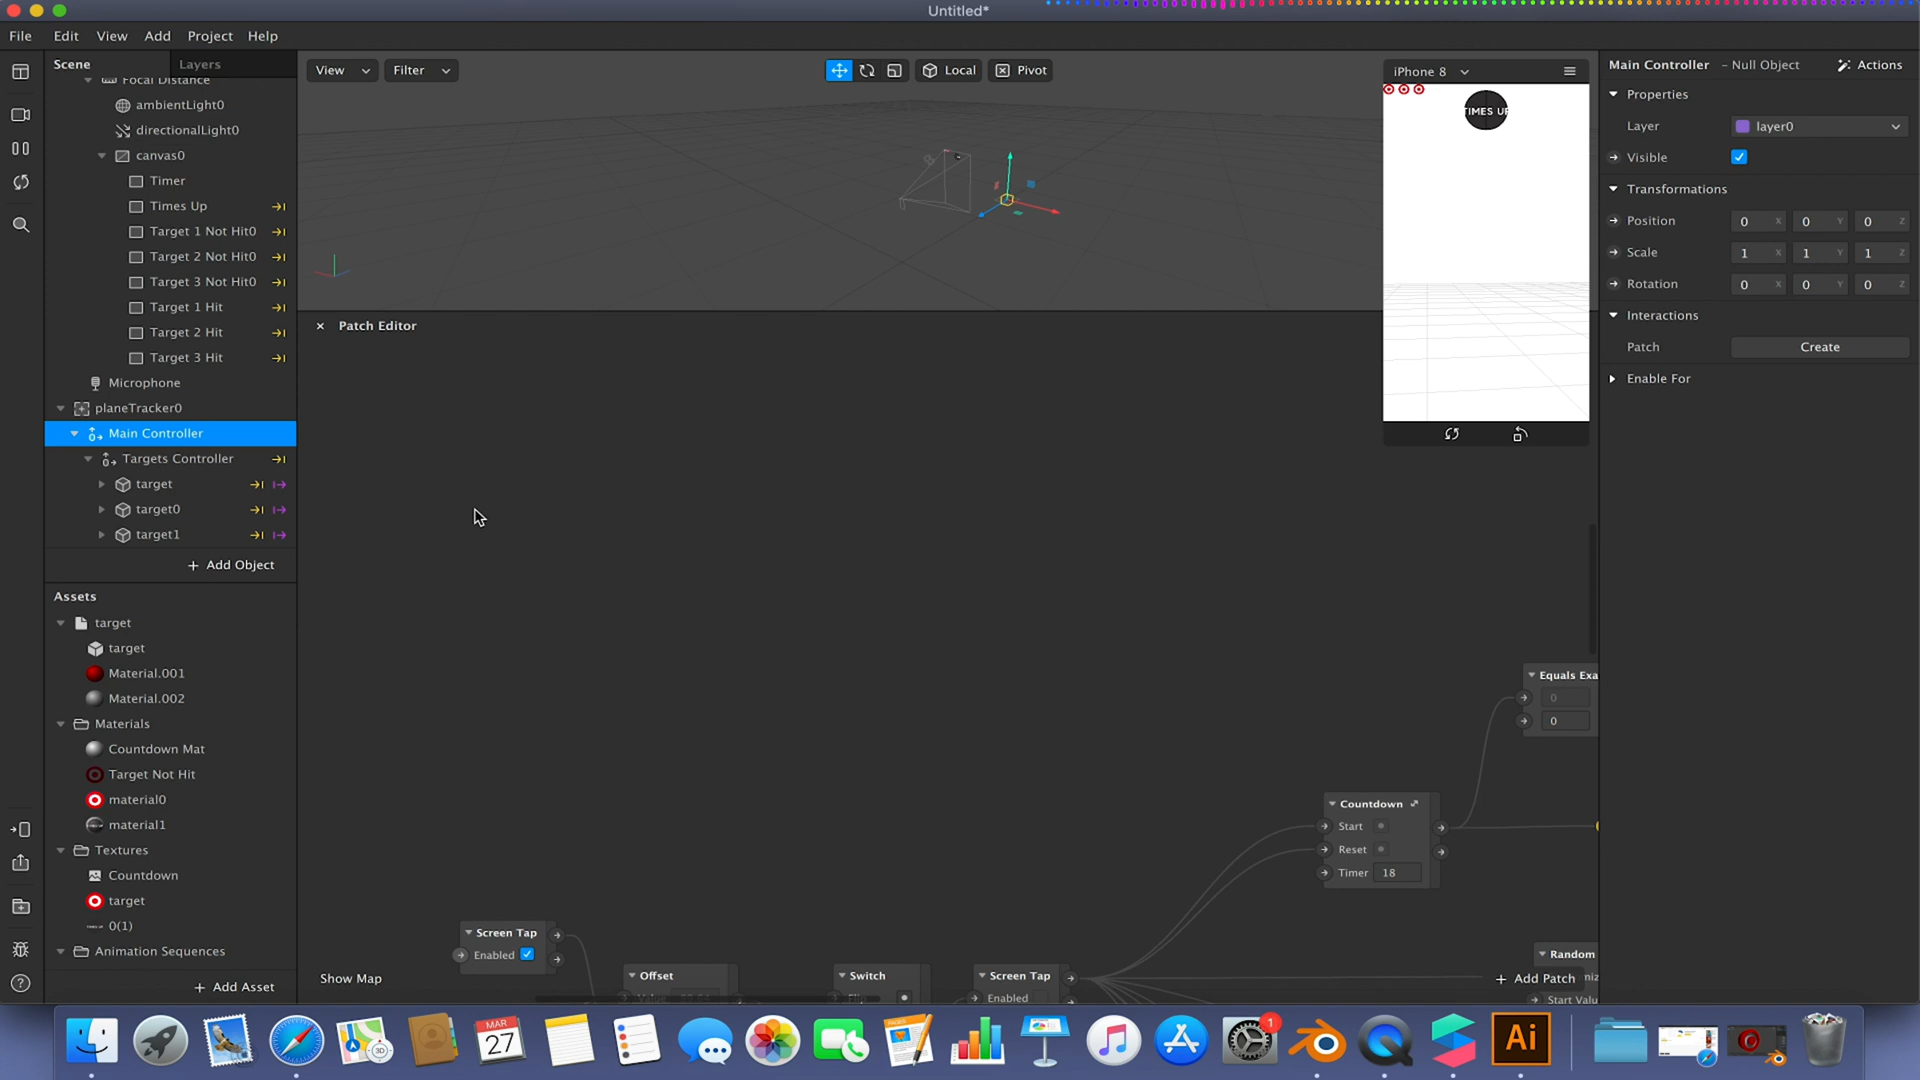 Untitled*
File Edit View Add Project Help
Scene Layers
View Filter Local Pivot
iPhone 8
Main Controller – Null Object Actions
Focal Distance
ambientLight0
directionalLight0
canvas0
Timer
Times Up
Target 1 Not Hit0
Target 2 Not Hit0
Target 3 Not Hit0
Target 1 Hit
Target 2 Hit
Target 3 Hit
Microphone
planeTracker0
Main Controller
Targets Controller
target
target0
target1
+ Add Object
Assets
target
target
Material.001
Material.002
Materials
Countdown Mat
Target Not Hit
material0
material1
Textures
Countdown
target
0(1)
Animation Sequences
+ Add Asset
TIMES UP
Properties
Layer layer0
Visible
Transformations
Position 0 X 0 Y 0 Z
Scale 1 X 1 Y 1 Z
Rotation 0 X 0 Y 0 Z
Interactions
Patch Create
Enable For
Patch Editor
Equals Exa
0
0
Countdown
Start
Reset
Timer 18
Screen Tap
Enabled
Offset
Switch
Flip
Screen Tap
Enabled
Random
Start Valu
Show Map
+ Add Patch
MAR
27
3D
1
Ai